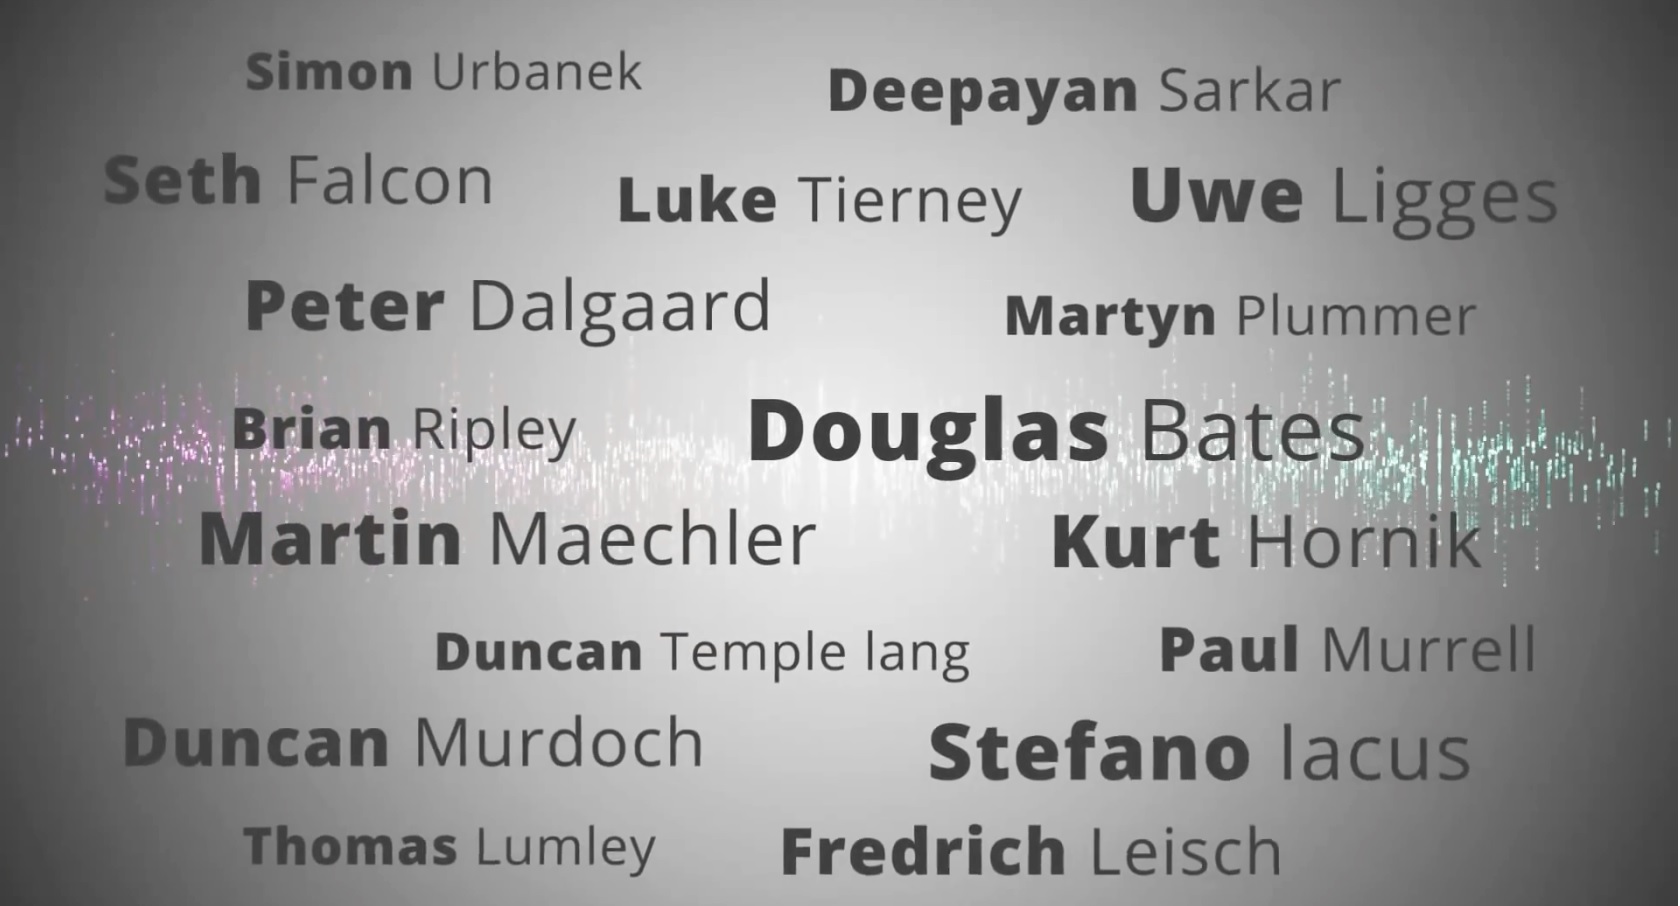 Simon Urbanek
Deepayan Sarkar
Seth Falcon
Luke Tierney
Uwe Ligges
Peter Dalgaard
Martyn Plummer
Brian Ripley
Douglas Bates
Martin Maechler
Kurt Hornik
Duncan Temple lang
Paul Murrell
Duncan Murdoch
Stefano Iacus
Thomas Lumley
Fredrich Leisch